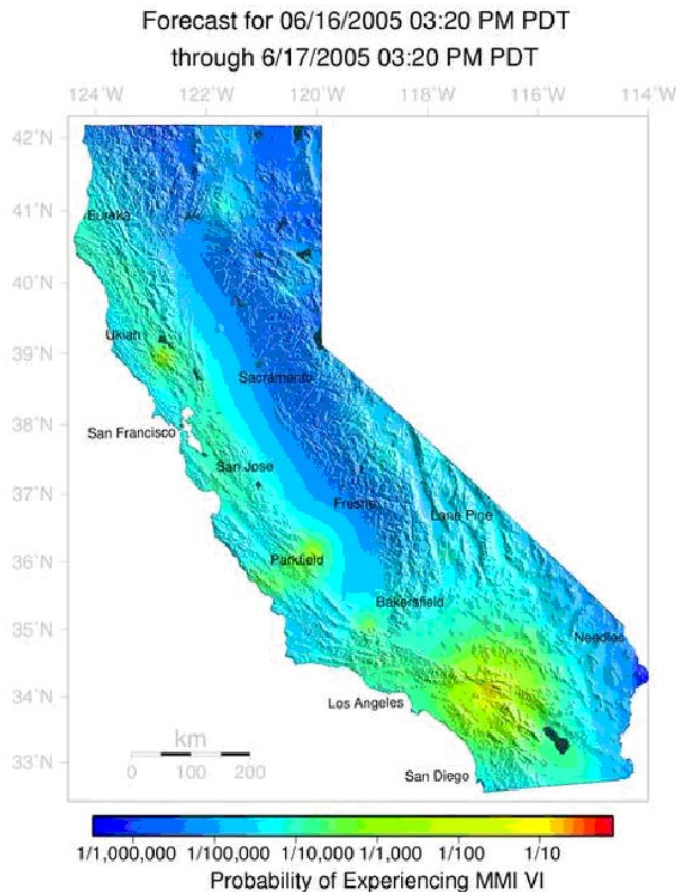 Forecast for 06/16/2005 03:20 PM PDT
through 6/17/2005 03:20 PM PDT
124˚W 122˚W 120˚W 118˚W 116˚W 114˚W
42˚N
41˚N
Eureka
40˚N
Ukiah
39˚N
Sacramento
38˚N
San Francisco
San Jose
37˚N
Fresno
Lone Pine
36˚N
Parkfield
Bakersfield
35˚N
Needles
34˚N
Los Angeles
km
33˚N
0 100 200
San Diego
1/1,000,000 1/100,000 1/10,000 1/1,000 1/100 1/10
Probability of Experiencing MMI VI